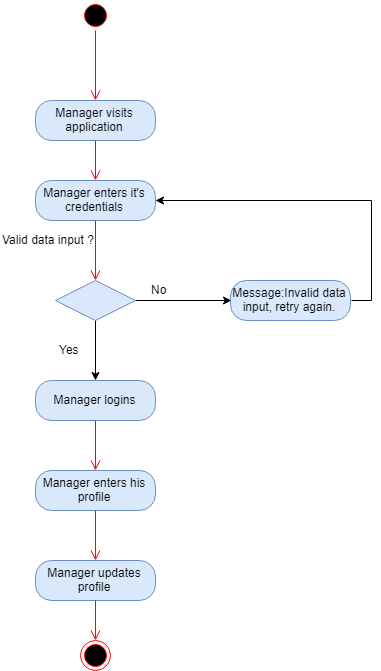 Manager visits
application
Manager enters it's
credentials
Valid data input ?
No
Message:Invalid data
input, retry again.
Yes
Manager logins
Manager enters his
profile
Manager updates
profile